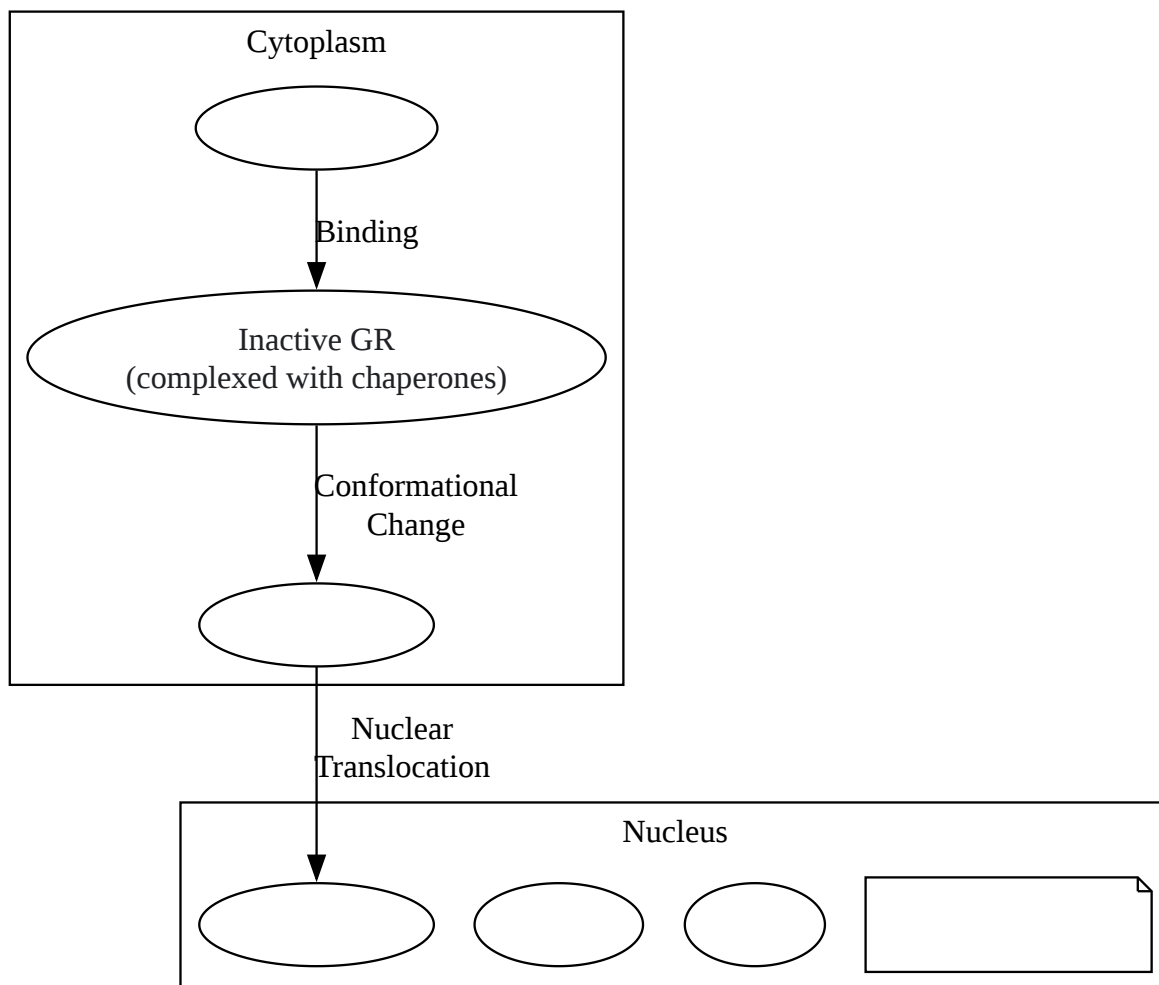 Cytoplasm
Binding
Inactive GR
(complexed with chaperones)
Conformational
Change
Nuclear
Translocation
Nucleus